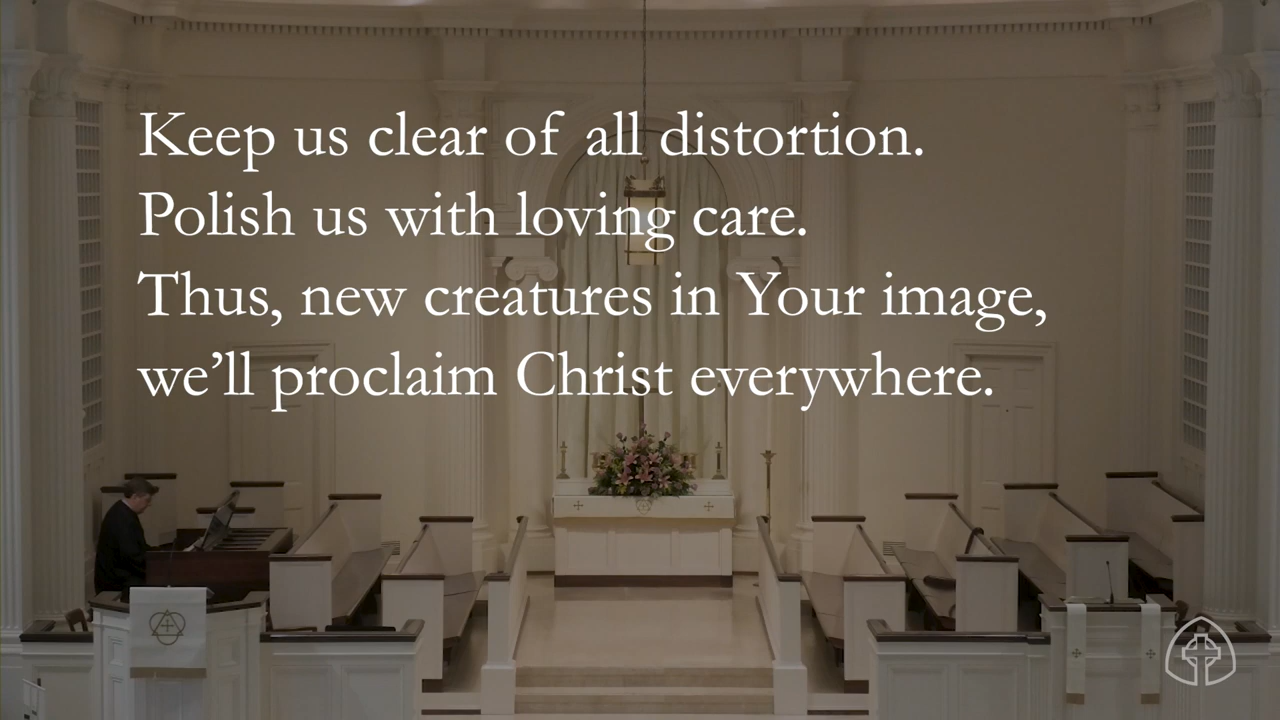 Keep us clear of all distortion.
Polish us with loving care.
Thus, new creatures in Your image,
we’ll proclaim Christ everywhere.